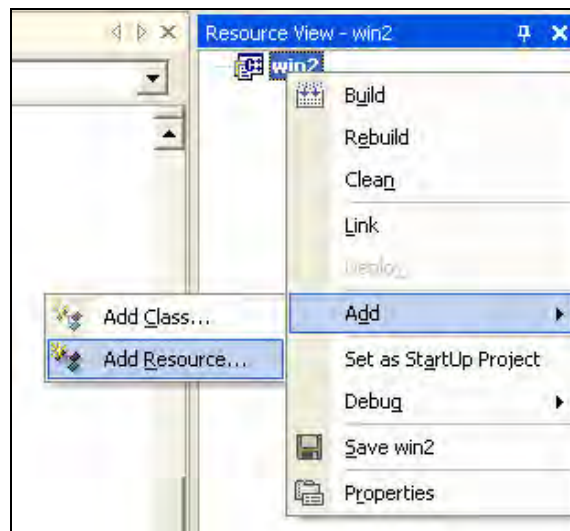 Resource View - win2
win2
Build
Rebuild
Clean
Link
Deploy
Add
Add Class...
Add Resource...
Set as StartUp Project
Debug
Save win2
Properties